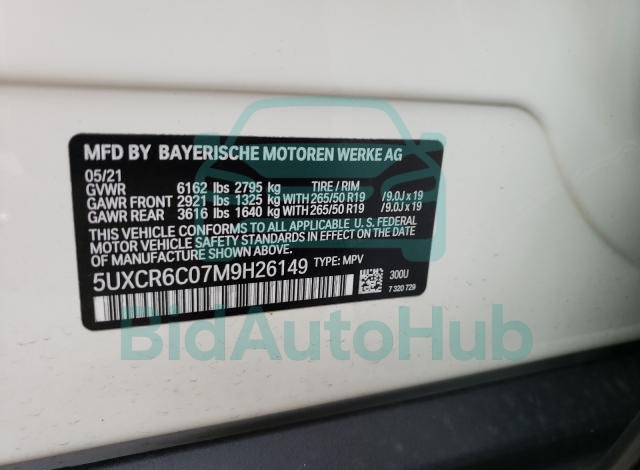 MFD BY BAYERISCHE MOTOREN WERKE AG
05/21
GVWR 6162 lbs 2795 kg TIRE / RIM
GAWR FRONT 2921 lbs 1325 kg WITH 265/50 R19 /9.0J x 19
GAWR REAR 3616 lbs 1640 kg WITH 265/50 R19 /9.0J x 19
THIS VEHICLE CONFORMS TO ALL APPLICABLE U.S. FEDERAL
MOTOR VEHICLE SAFETY STANDARDS IN EFFECT ON THE DATE
OF MANUFACTURE SHOWN ABOVE.
5UXCR6C07M9H26149 TYPE: MPV
300U
7 320 729
BidAutoHub